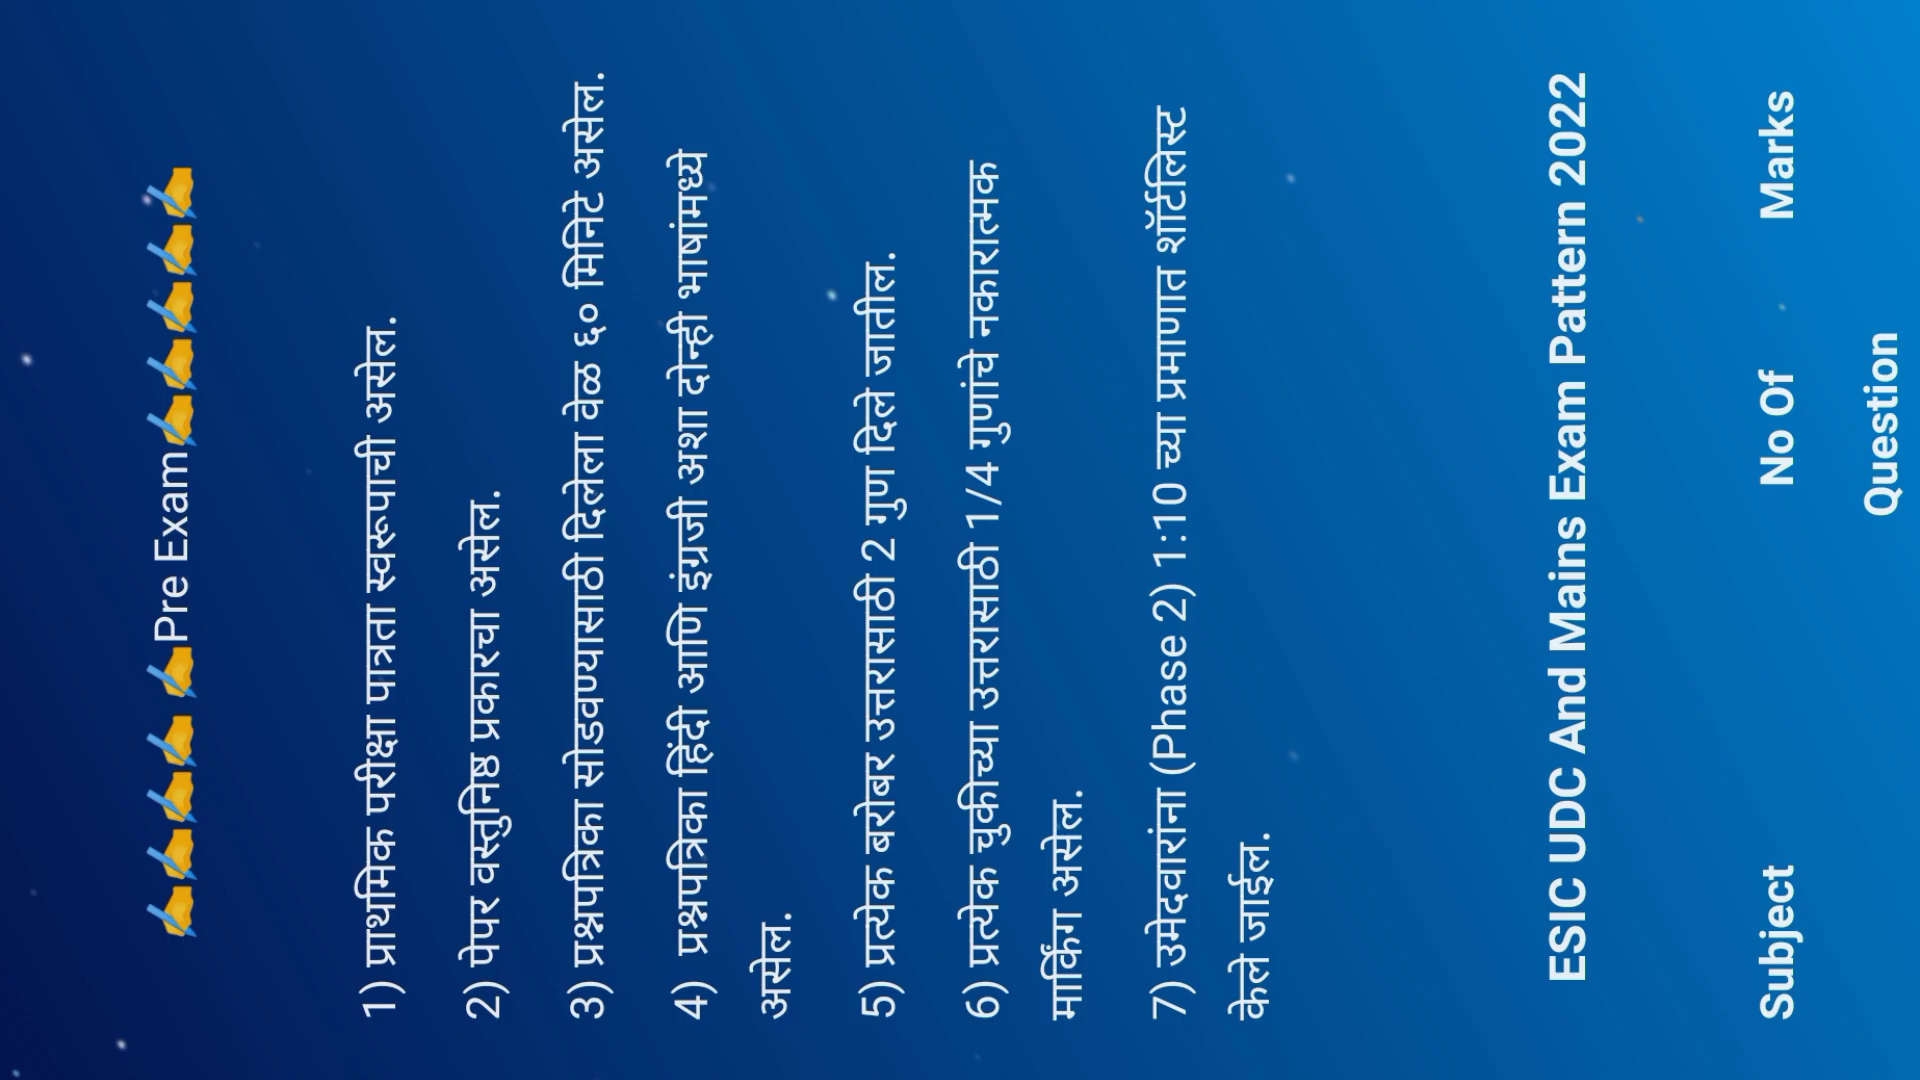 ✍✍✍✍ ✍Pre Exam✍✍✍✍✍
1) प्राथमिक परीक्षा पात्रता स्वरूपाची असेल.
2) पेपर वस्तुनिष्ठ प्रकारचा असेल.
3) प्रश्नपत्रिका सोडवण्यासाठी दिलेला वेळ ६० मिनिटे असेल.
4) प्रश्नपत्रिका हिंदी आणि इंग्रजी अशा दोन्ही भाषांमध्ये
असेल.
5) प्रत्येक बरोबर उत्तरासाठी 2 गुण दिले जातील.
6) प्रत्येक चुकीच्या उत्तरासाठी 1/4 गुणांचे नकारात्मक
मार्किंग असेल.
7) उमेदवारांना (Phase 2) 1:10 च्या प्रमाणात शॉर्टलिस्ट
केले जाईल.
ESIC UDC And Mains Exam Pattern 2022
Subject No Of Marks
Question